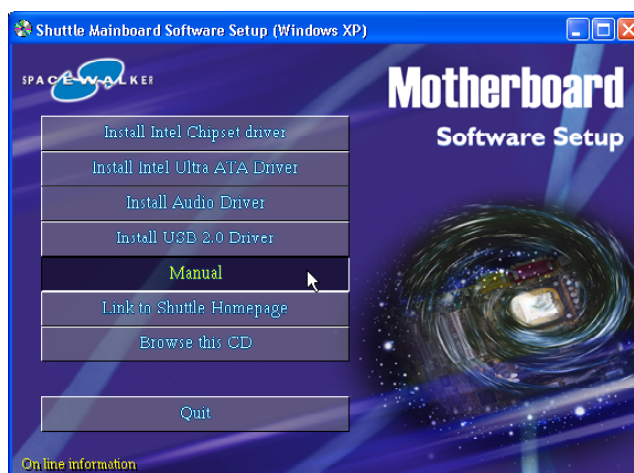 Shuttle Mainboard Software Setup (Windows XP)
SPACEWALKER
Motherboard
Software Setup
Install Intel Chipset driver
Install Intel Ultra ATA Driver
Install Audio Driver
Install USB 2.0 Driver
Manual
Link to Shuttle Homepage
Browse this CD
Quit
On line information